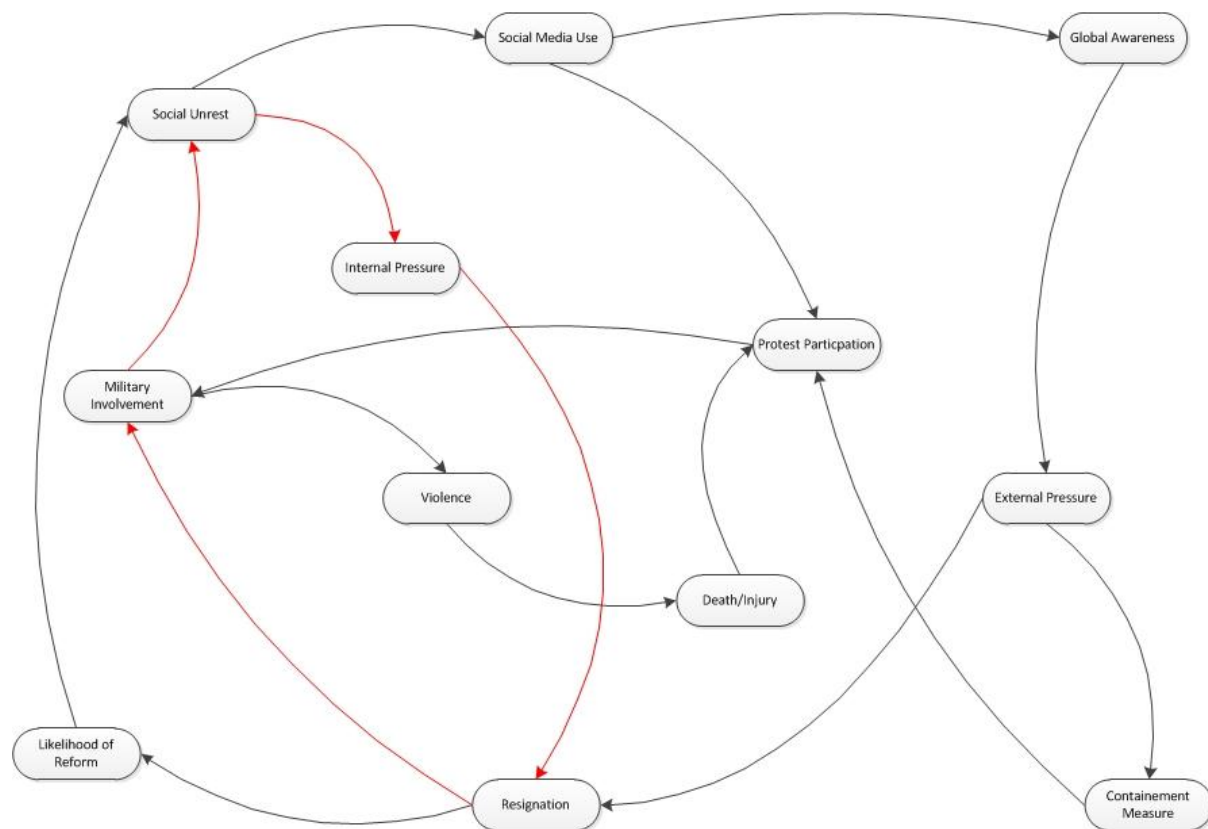 Social Media Use
Global Awareness
Social Unrest
Internal Pressure
Protest Particpation
Military
Involvement
Violence
External Pressure
Death/Injury
Likelihood of
Reform
Resignation
Containement
Measure